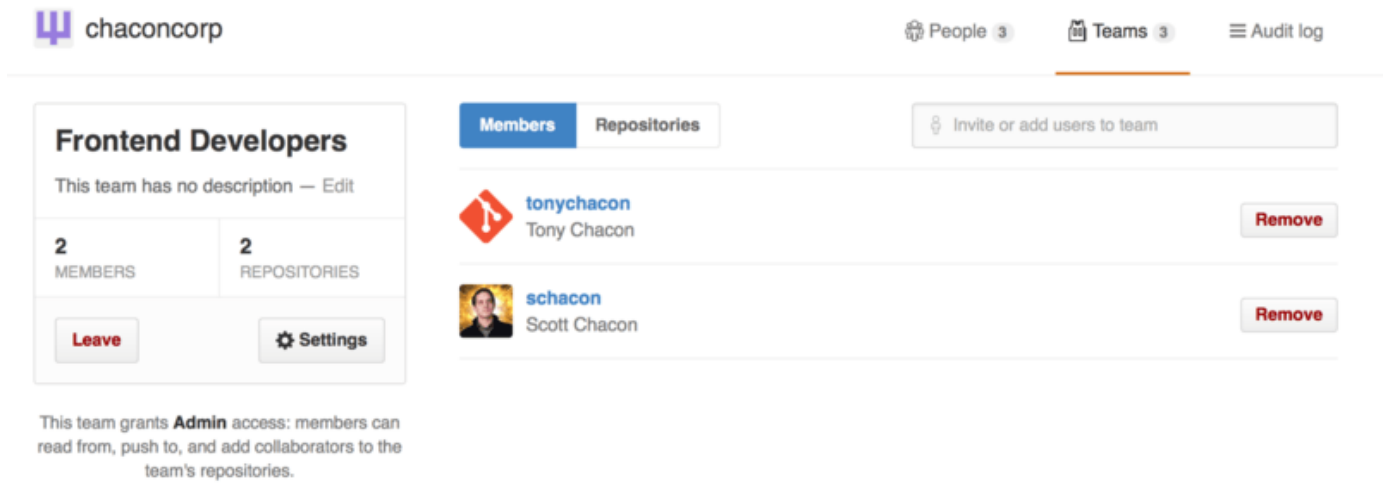 chaconcorp
People 3
Teams 3
Audit log
Frontend Developers
This team has no description — Edit
2
MEMBERS
2
REPOSITORIES
Leave
Settings
This team grants Admin access: members can
read from, push to, and add collaborators to the
team's repositories.
Members
Repositories
Invite or add users to team
tonychacon
Tony Chacon
Remove
schacon
Scott Chacon
Remove